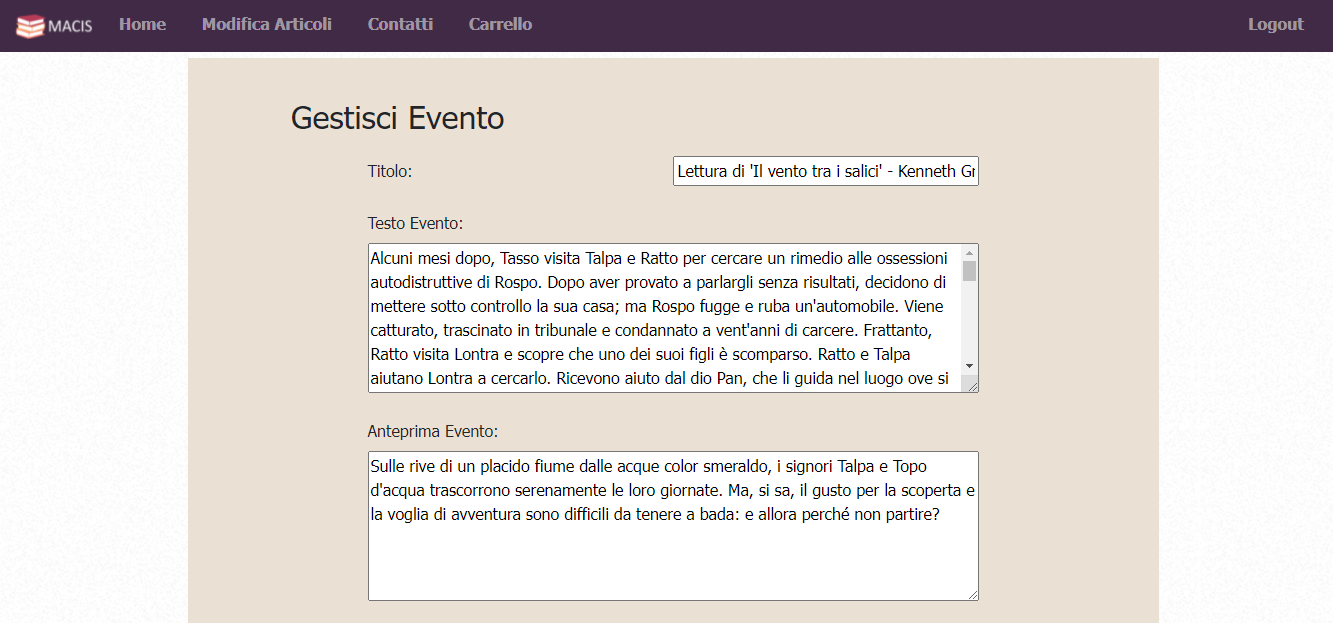 MACIS Home Modifica Articoli Contatti Carrello Logout
Gestisci Evento
Titolo: Lettura di 'Il vento tra i salici' - Kenneth
Testo Evento:
Alcuni mesi dopo, Tasso visita Talpa e Ratto per cercare un rimedio alle ossessioni
autodistruttive di Rospo. Dopo aver provato a parlargli senza risultati, decidono di
mettere sotto controllo la sua casa; ma Rospo fugge e ruba un'automobile. Viene
catturato, trascinato in tribunale e condannato a vent'anni di carcere. Frattanto,
Ratto visita Lontra e scopre che uno dei suoi figli è scomparso. Ratto e Talpa
aiutano Lontra a cercarlo. Ricevono aiuto dal dio Pan, che li guida nel luogo ove si
Anteprima Evento:
Sulle rive di un placido fiume dalle acque color smeraldo, i signori Talpa e Topo
d'acqua trascorrono serenamente le loro giornate. Ma, si sa, il gusto per la scoperta e
la voglia di avventura sono difficili da tenere a bada: e allora perché non partire?